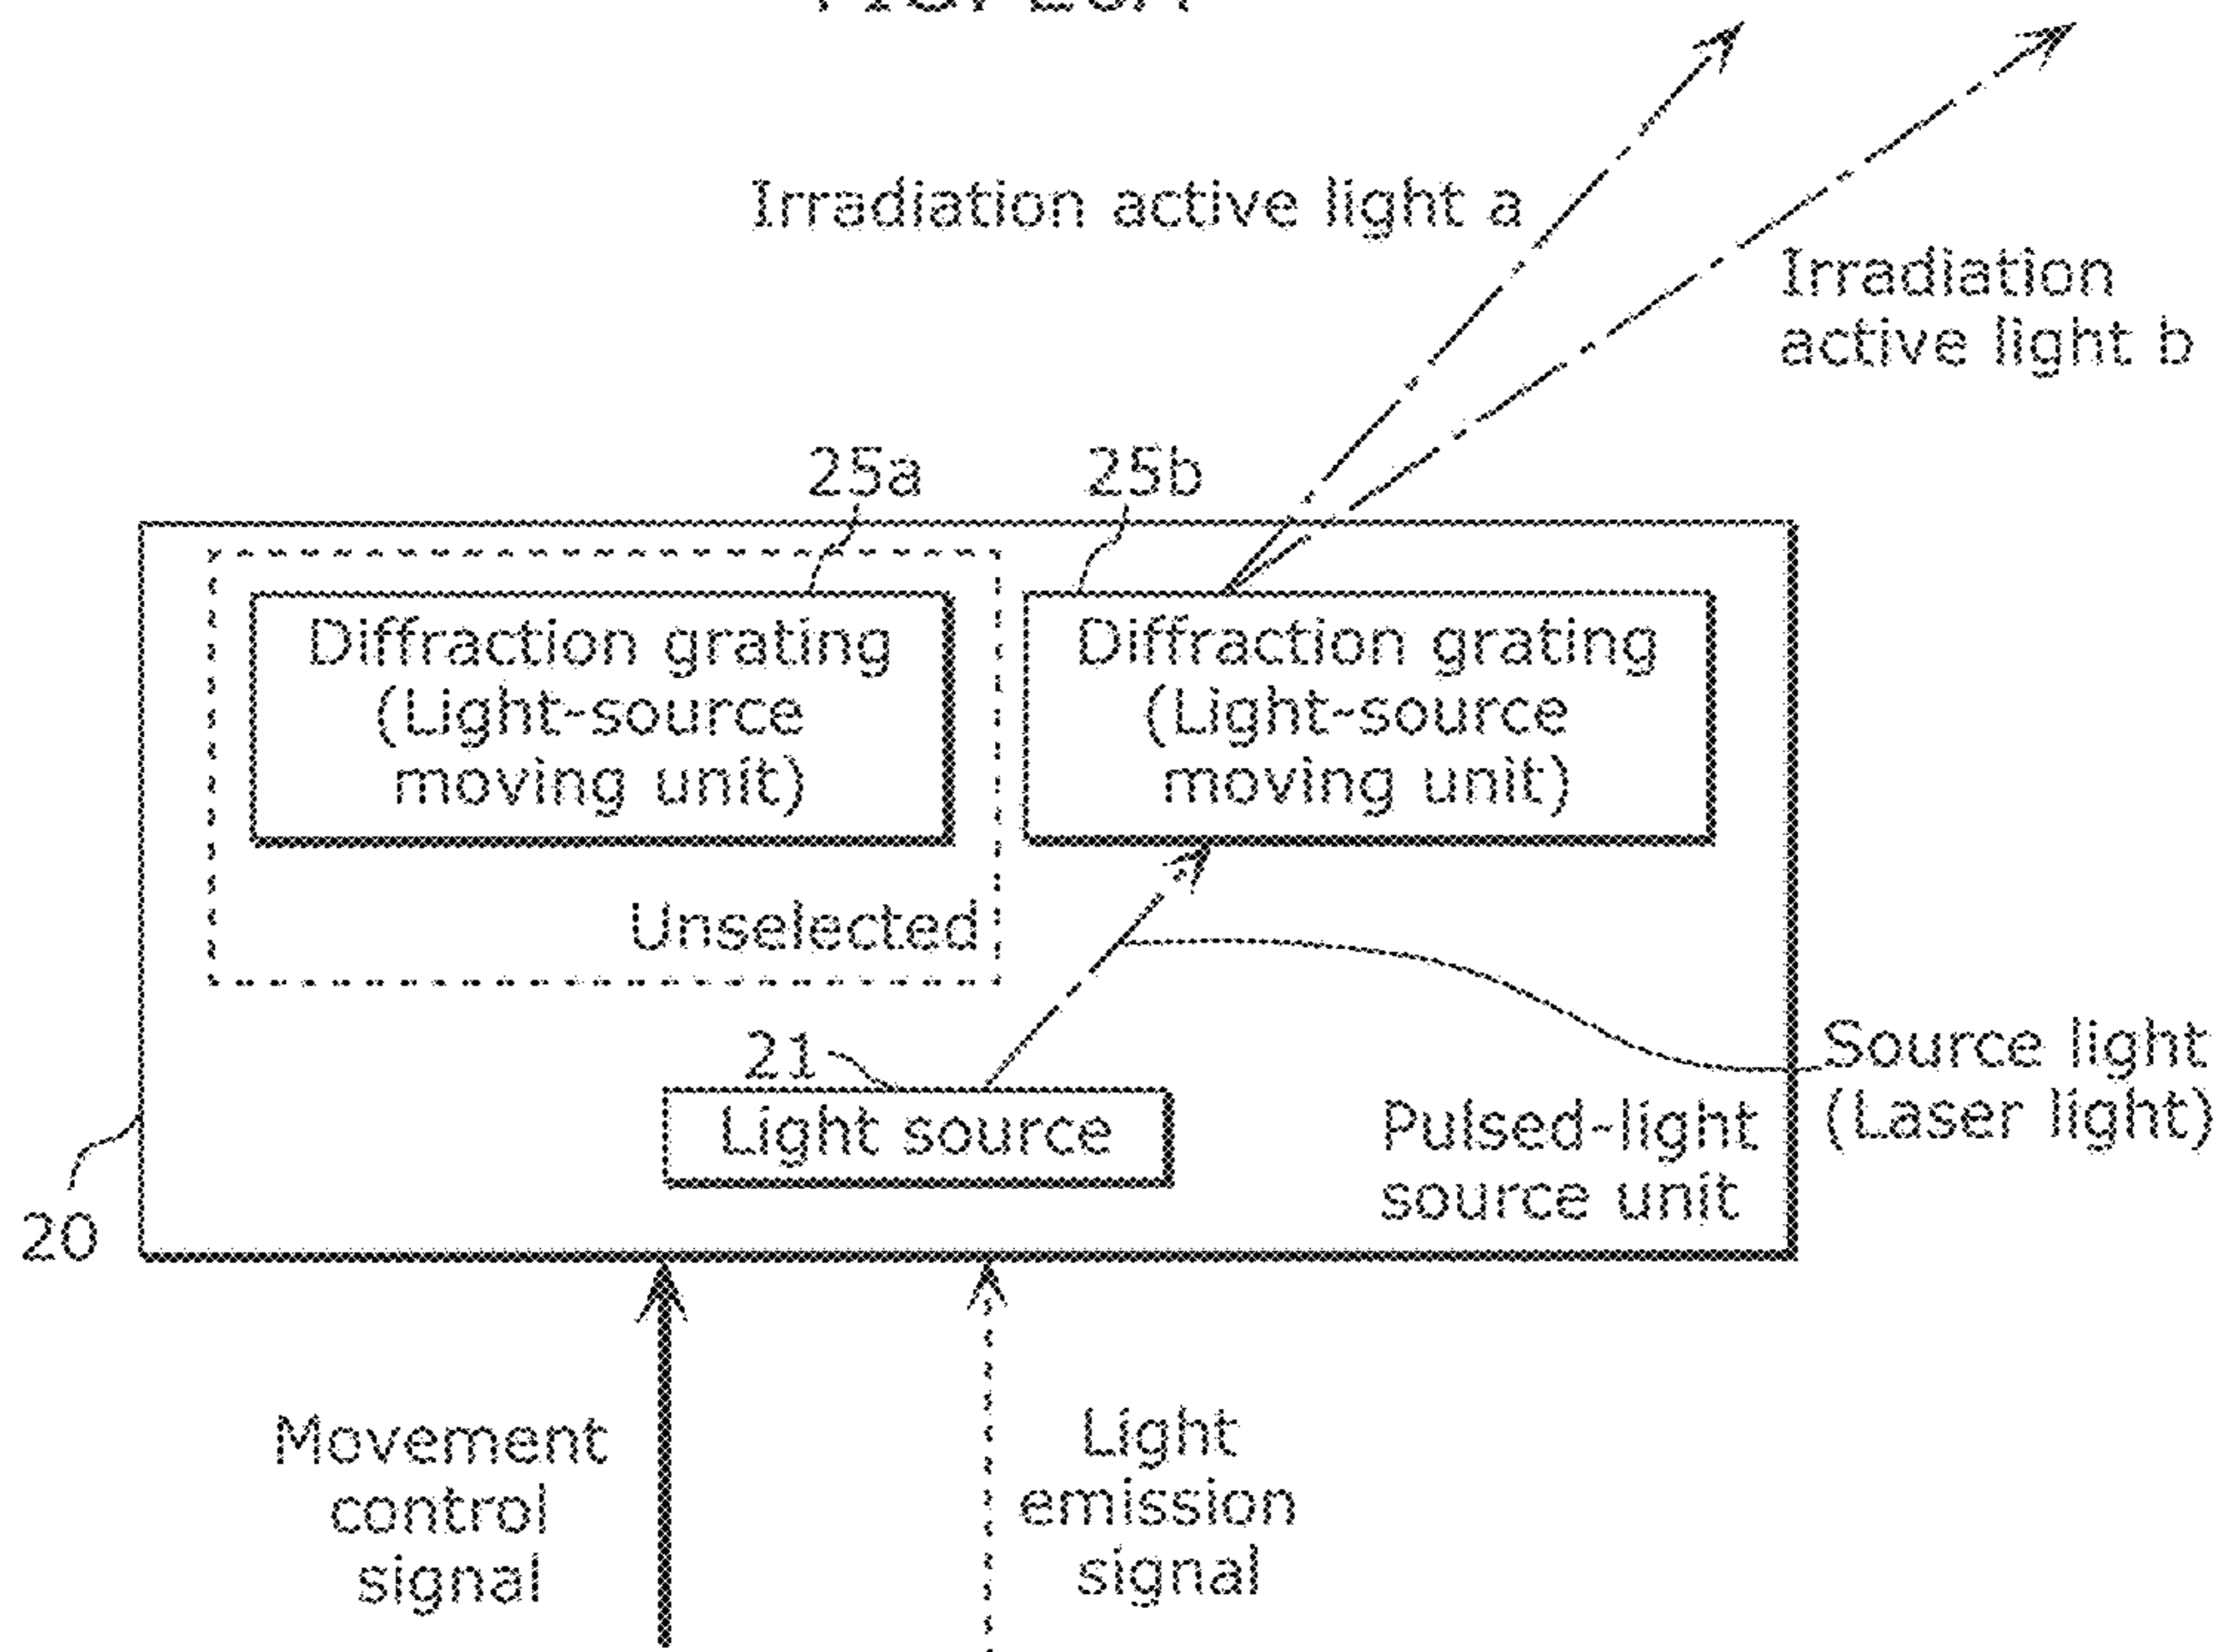 Irradiation active light a
Irradiation
active light b
25a
25b
Diffraction grating
(Light-source
moving unit)
Diffraction grating
(Light-source
moving unit)
Unselected
21
Light source
Source light
(Laser light)
Pulsed-light
source unit
20
Movement
control
signal
Light
emission
signal